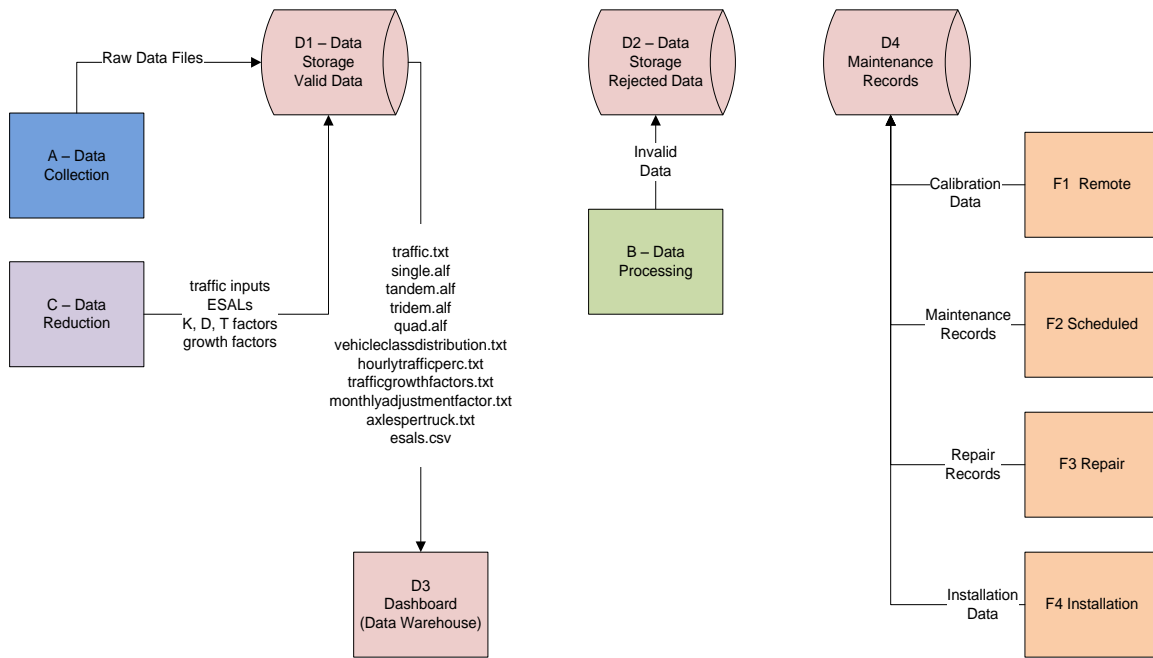 D1 – Data
Storage
Valid Data
D2 – Data
Storage
Rejected Data
D4
Maintenance
Records
Raw Data Files
A – Data
Collection
Invalid
Data
Calibration
Data
F1 Remote
B – Data
Processing
C – Data
Reduction
traffic inputs
ESALs
K, D, T factors
growth factors
traffic.txt
single.alf
tandem.alf
tridem.alf
quad.alf
vehicleclassdistribution.txt
hourlytrafficperc.txt
trafficgrowthfactors.txt
monthlyadjustmentfactor.txt
axlespertruck.txt
esals.csv
Maintenance
Records
F2 Scheduled
Repair
Records
F3 Repair
D3
Dashboard
(Data Warehouse)
Installation
Data
F4 Installation